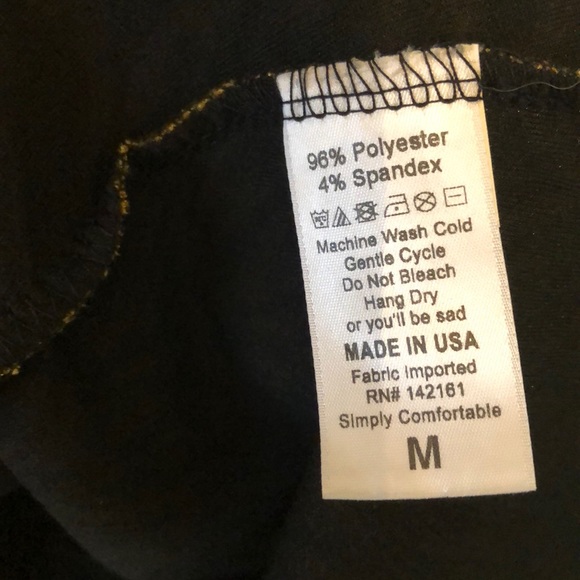 96% Polyester
4% Spandex
Machine Wash Cold
Gentle Cycle
Do Not Bleach
Hang Dry
or you'll be sad
MADE IN USA
Fabric Imported
RN# 142161
Simply Comfortable
M